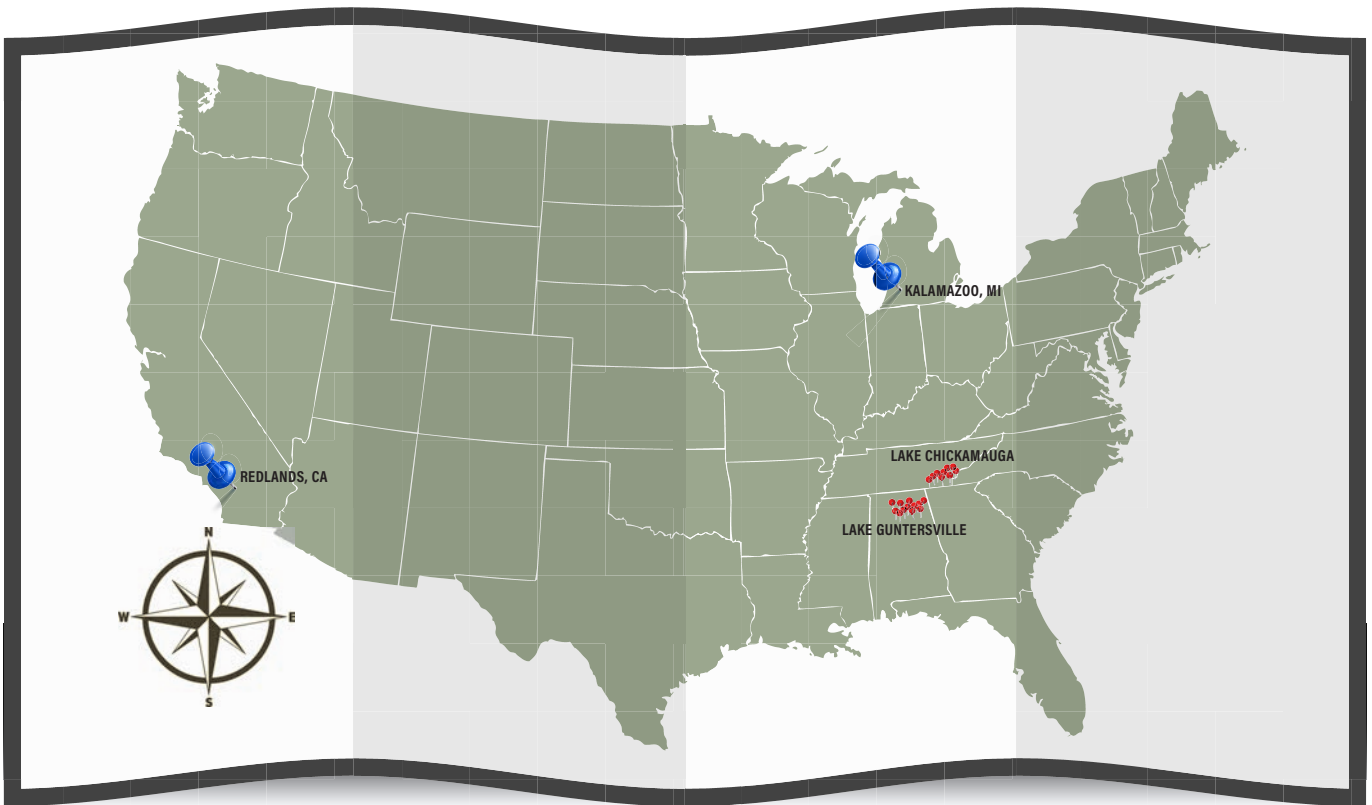 KALAMAZOO, MI
LAKE CHICKAMAUGA
REDLANDS, CA
LAKE GUNTERSVILLE
N
W
E
S